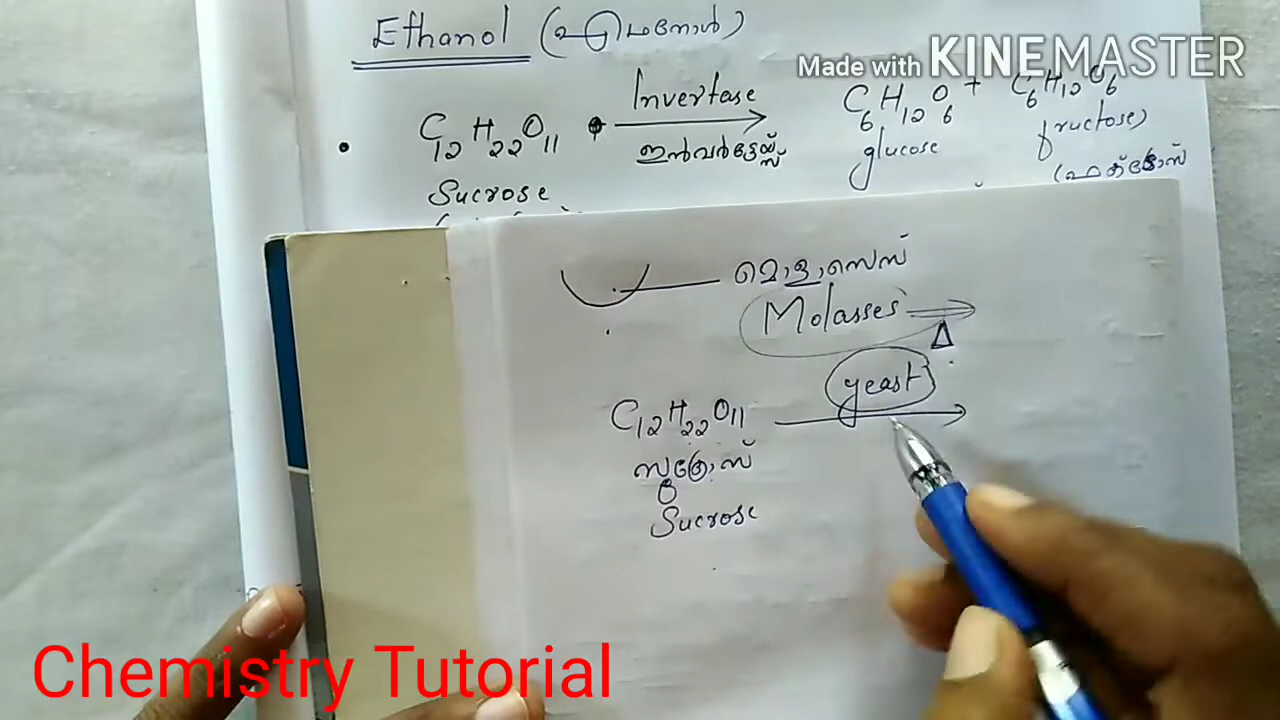 Ethanol (എഥനോൾ)
Made with KINEMASTER
C12H22O11 Invertase → C6H12O6 + C6H12O6
ഇൻവർട്ടേയ്സ്
Sucrose glucose fructose)
മൊളാസെസ്
Molasses →
Δ
yeast
C12H22O11 →
സൂക്രോസ്
Sucrose
Chemistry Tutorial